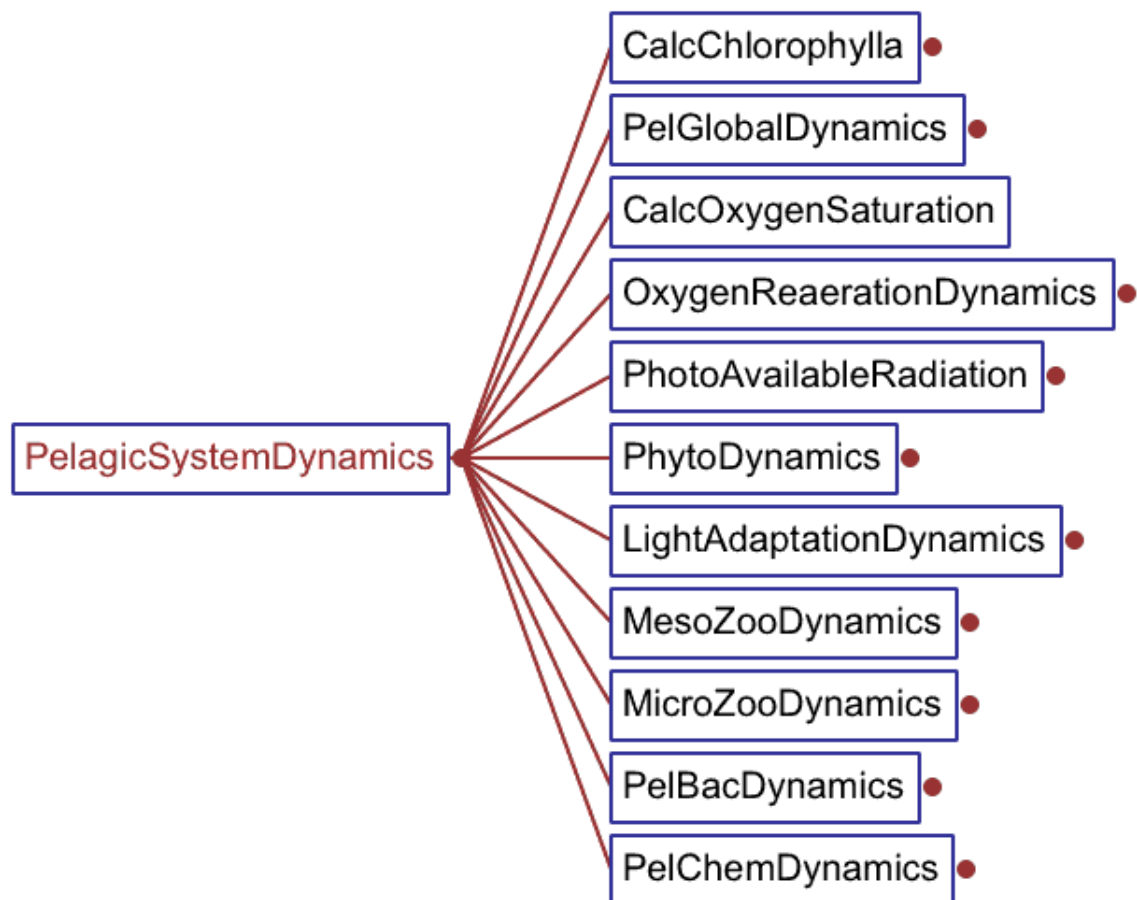 CalcChlorophylla
PelGlobalDynamics
CalcOxygenSaturation
OxygenReaerationDynamics
PhotoAvailableRadiation
PelagicSystemDynamics
PhytoDynamics
LightAdaptationDynamics
MesoZooDynamics
MicroZooDynamics
PelBacDynamics
PelChemDynamics